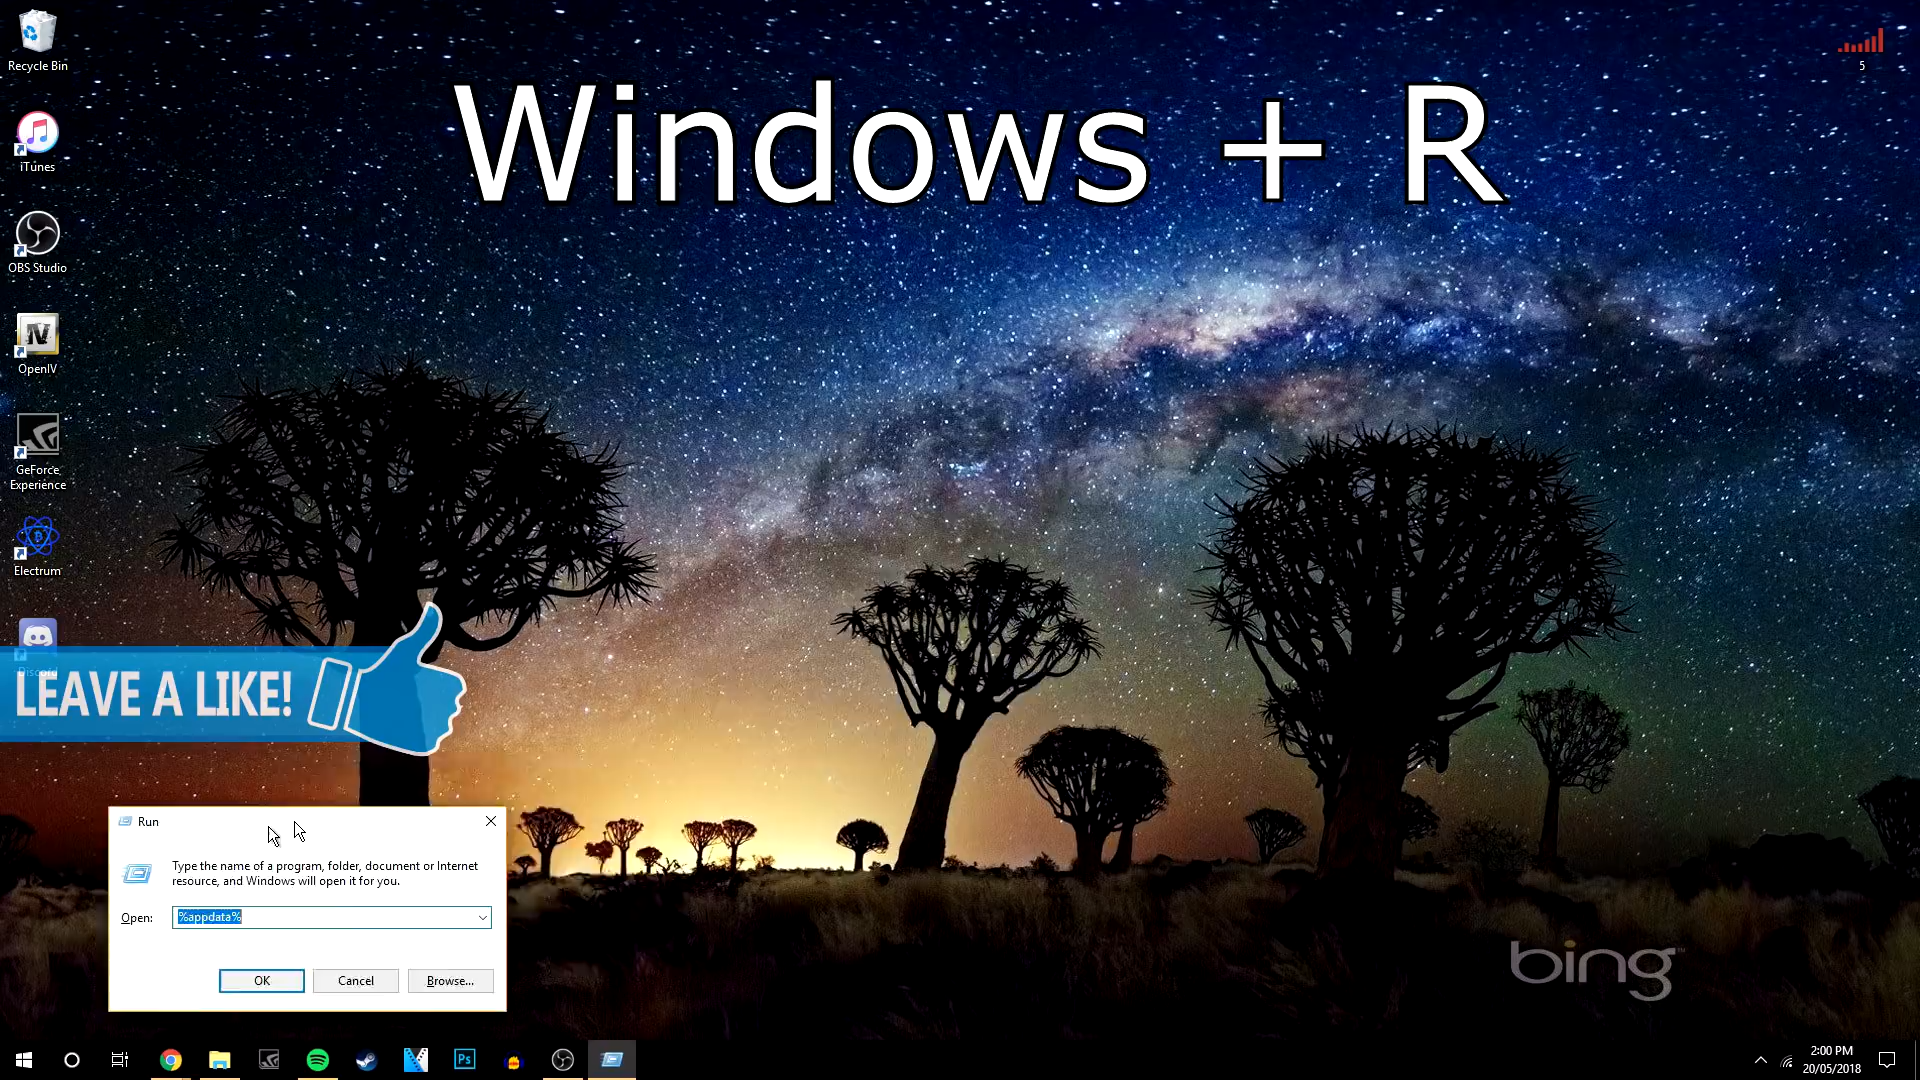 Recycle Bin
5
Windows + R
iTunes
OBS Studio
OpenIV
GeForce
Experience
Electrum
Discord
LEAVE A LIKE!
Run
Type the name of a program, folder, document or Internet
resource, and Windows will open it for you.
Open: %appdata%
OK Cancel Browse...
bing
Ps
2:00 PM
20/05/2018